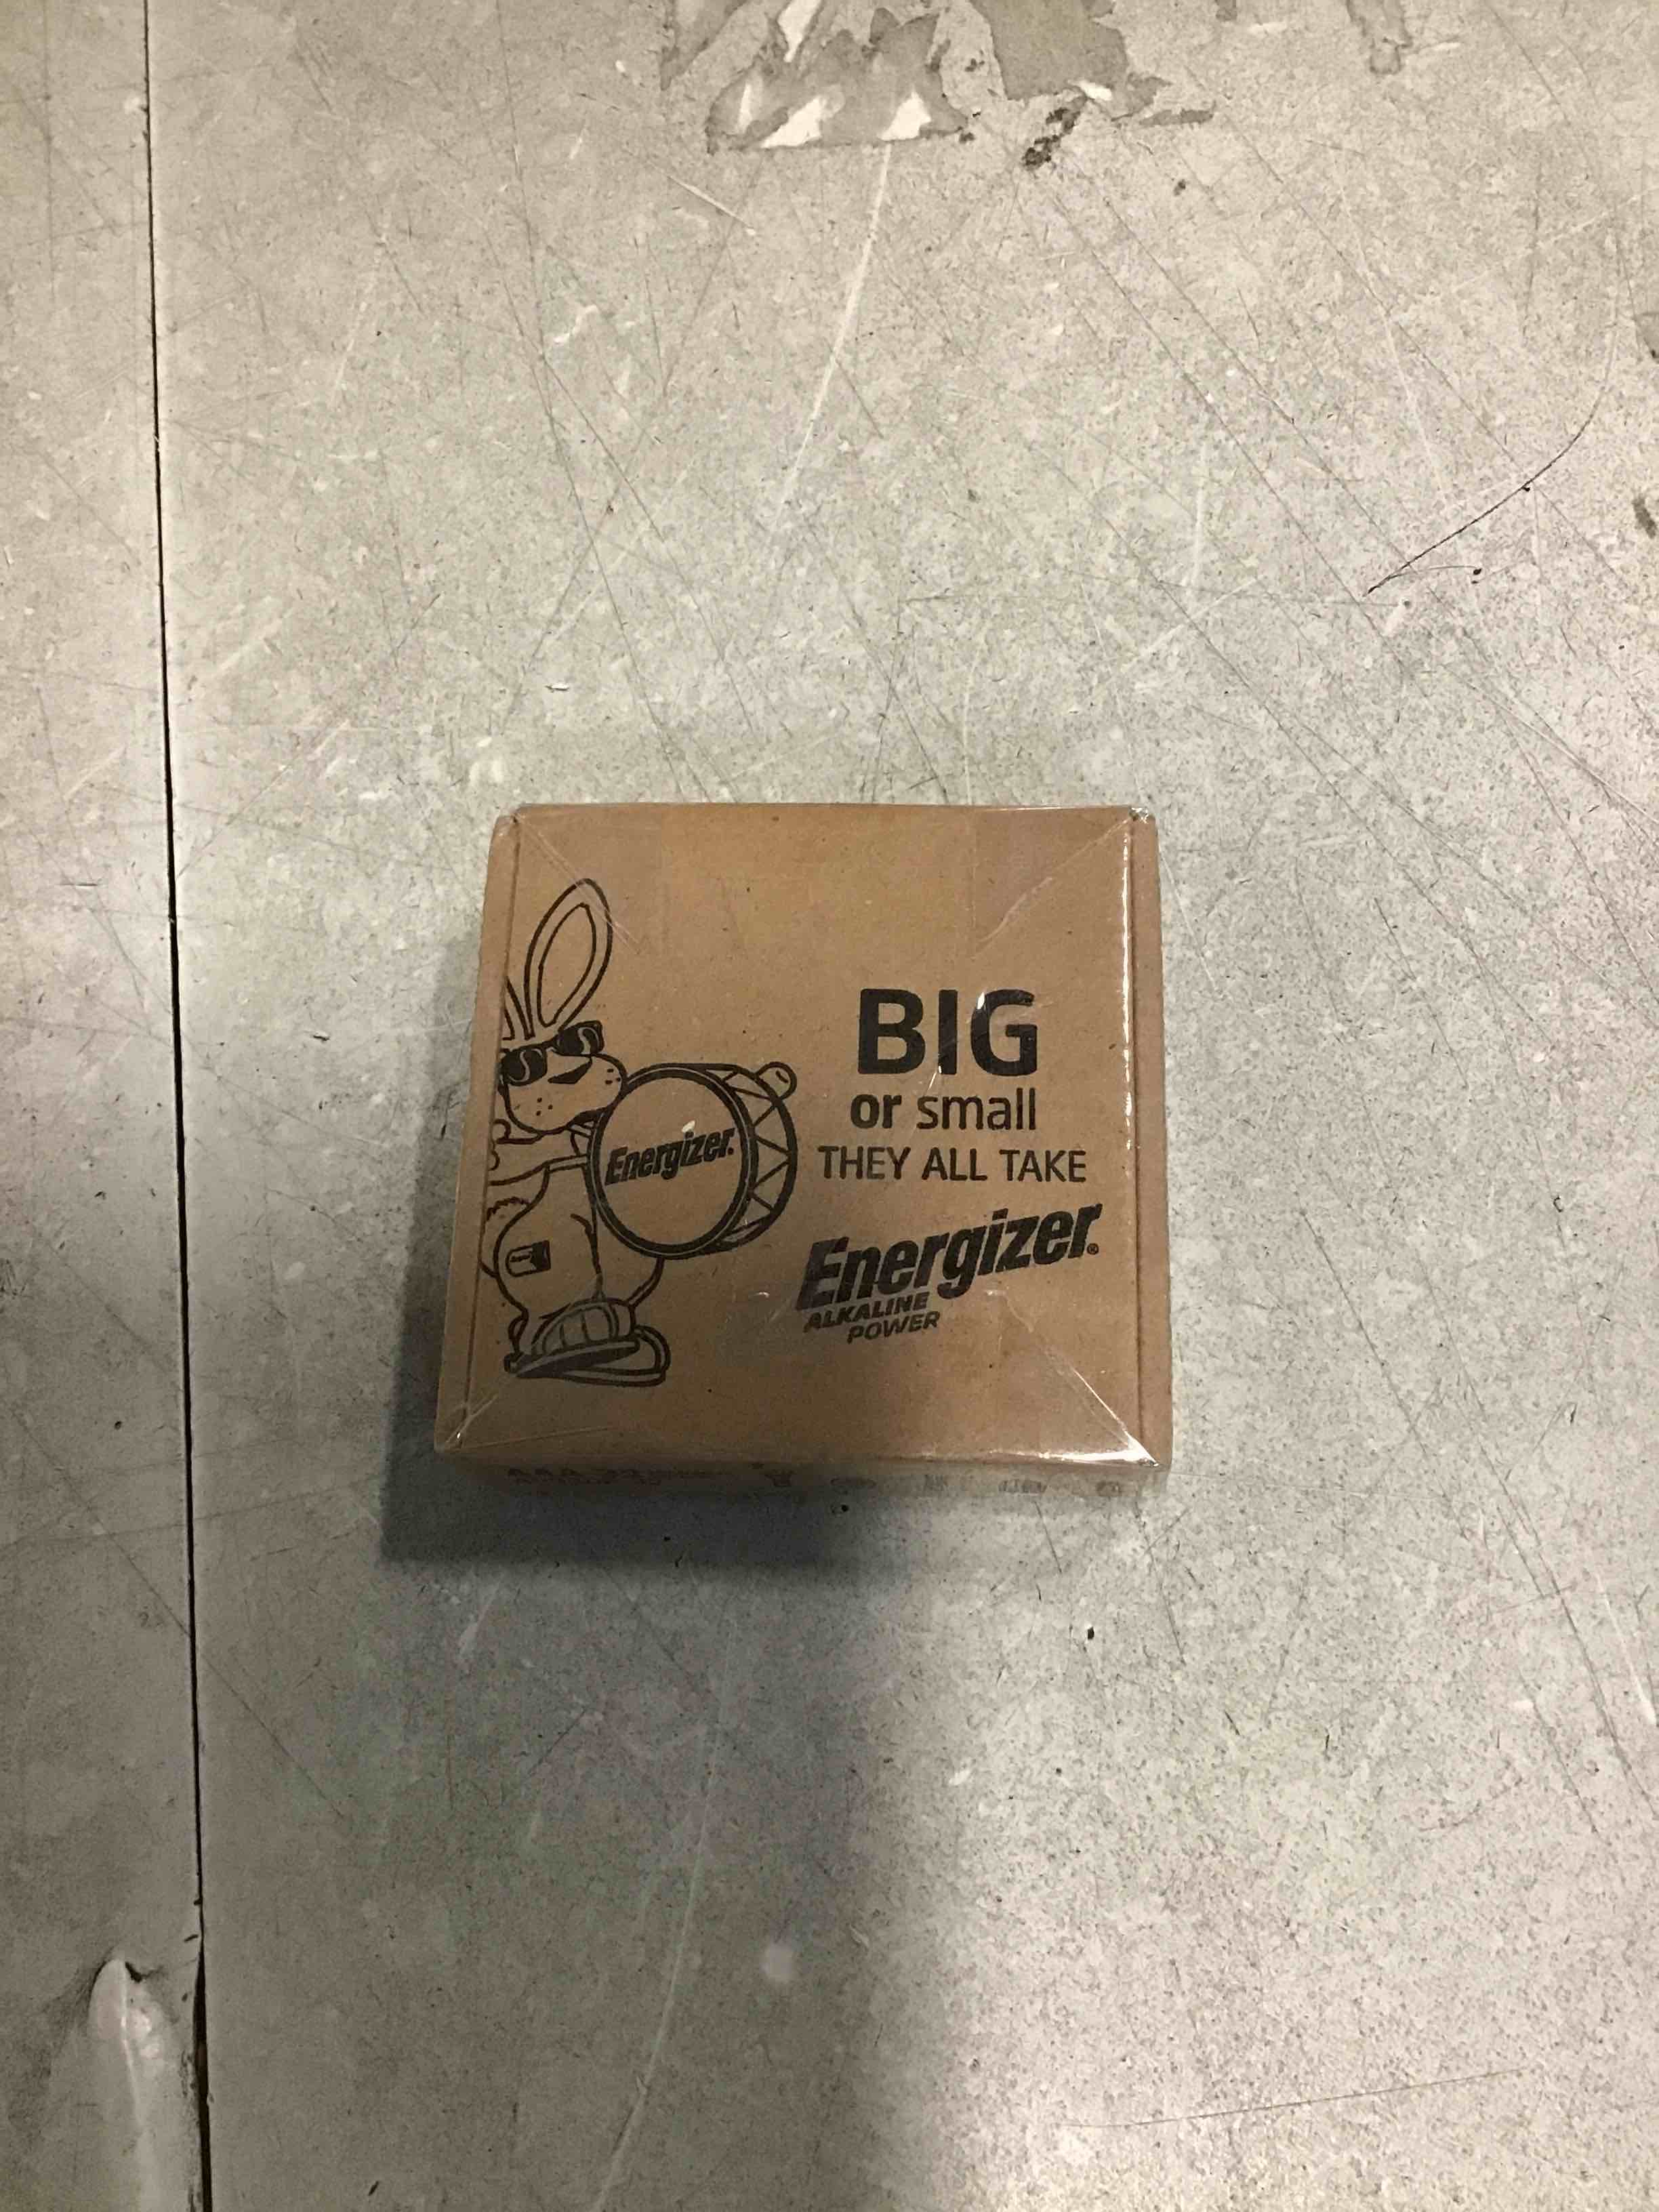 BIG
or small
THEY ALL TAKE
Energizer.
Energizer®
ALKALINE
POWER